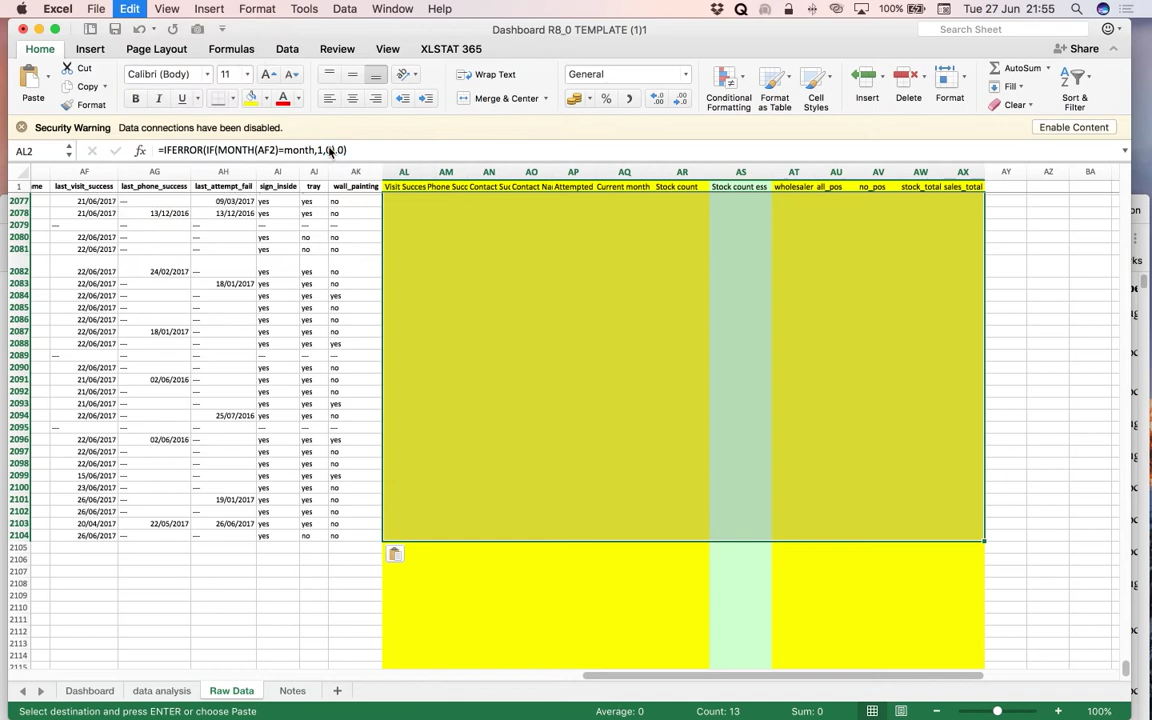 Excel File Edit View Insert Format Tools Data Window Help 100% Tue 27 Jun 21:55
Dashboard R8_0 TEMPLATE (1)1 Search Sheet
Home Insert Page Layout Formulas Data Review View XLSTAT 365 Share
Paste Cut Copy Format Calibri (Body) 11 A A B I U A Wrap Text Merge & Center General % Conditional Formatting Format as Table Cell Styles Insert Delete Format AutoSum Fill Clear Sort & Filter
Security Warning Data connections have been disabled. Enable Content
AL2 fx =IFERROR(IF(MONTH(AF2)=month,1,0),0)
AF AG AH AI AJ AK AL AM AN AO AP AQ AR AS AT AU AV AW AX AY AZ BA
1 me last_visit_success last_phone_success last_attempt_fail sign_inside tray wall_painting Visit Succes Phone Succ Contact Suc Contact Nar Attempted Current month Stock count Stock count ess wholesaler all_pos no_pos stock_total sales_total
2077 21/06/2017 --- 09/03/2017 yes yes no
2078 21/06/2017 13/12/2016 13/12/2016 yes yes no
2079 --- --- --- --- --- ---
2080 22/06/2017 --- --- yes no no
2081 22/06/2017 --- --- yes no no
2082 22/06/2017 24/02/2017 --- yes yes no
2083 22/06/2017 --- 18/01/2017 yes yes no
2084 22/06/2017 --- --- yes yes yes
2085 22/06/2017 --- --- yes yes no
2086 22/06/2017 --- --- yes yes no
2087 22/06/2017 18/01/2017 --- yes yes no
2088 22/06/2017 --- --- yes yes yes
2089 --- --- --- --- --- ---
2090 22/06/2017 --- --- yes yes no
2091 21/06/2017 02/06/2016 --- yes yes no
2092 21/06/2017 --- --- yes yes no
2093 21/06/2017 --- --- yes yes yes
2094 22/06/2017 --- 25/07/2016 yes yes no
2095 --- --- --- --- --- ---
2096 22/06/2017 02/06/2016 --- yes yes yes
2097 22/06/2017 --- --- yes yes no
2098 22/06/2017 --- --- yes yes no
2099 15/06/2017 --- --- yes yes yes
2100 23/06/2017 --- --- yes yes no
2101 26/06/2017 --- 19/01/2017 yes yes no
2102 26/06/2017 --- --- yes yes no
2103 20/04/2017 22/05/2017 26/06/2017 yes yes no
2104 26/06/2017 --- --- yes no no
2105
2106
2107
2108
2109
2110
2111
2112
2113
2114
2115
Dashboard data analysis Raw Data Notes +
Select destination and press ENTER or choose Paste Average: 0 Count: 13 Sum: 0 100%